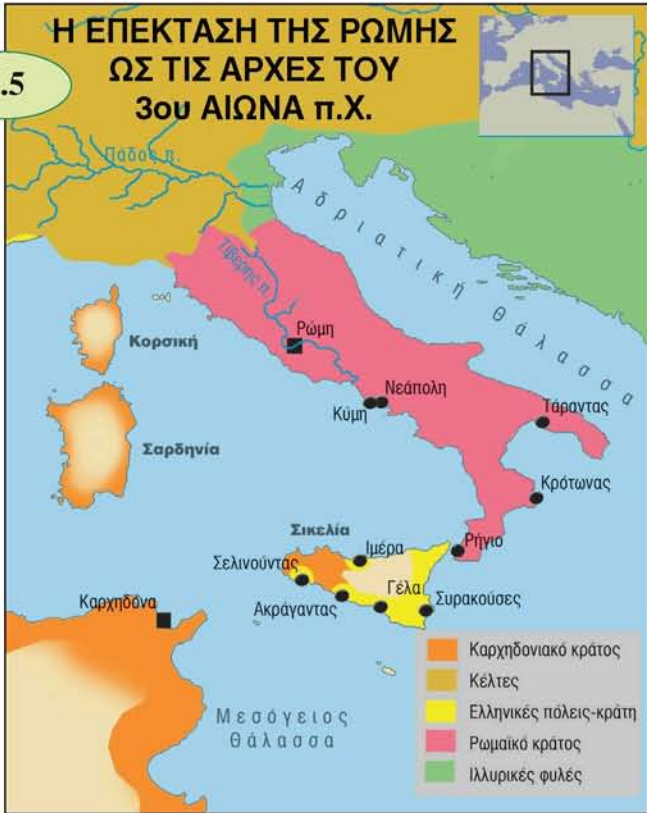 Η ΕΠΕΚΤΑΣΗ ΤΗΣ ΡΩΜΗΣ
ΩΣ ΤΙΣ ΑΡΧΕΣ ΤΟΥ
3ου ΑΙΩΝΑ π.Χ.
.5
Πάδος π.
Αδριατική Θάλασσα
Τίβερης π.
Ρώμη
Κορσική
Νεάπολη
Κύμη
Τάραντας
Σαρδηνία
Κρότωνας
Σικελία
Ιμέρα
Ρήγιο
Σελινούντας
Γέλα
Καρχηδόνα
Ακράγαντας
Συρακούσες
Μεσόγειος
Θάλασσα
Καρχηδονιακό κράτος
Κέλτες
Ελληνικές πόλεις-κράτη
Ρωμαϊκό κράτος
Ιλλυρικές φυλές